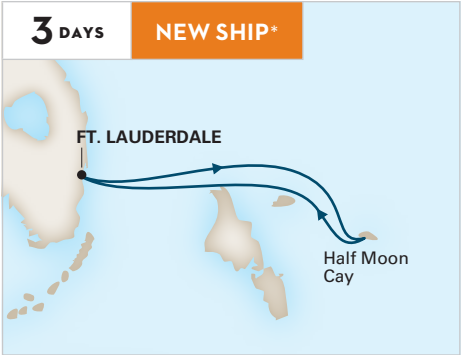 3 DAYS
NEW SHIP*
FT. LAUDERDALE
Half Moon
Cay